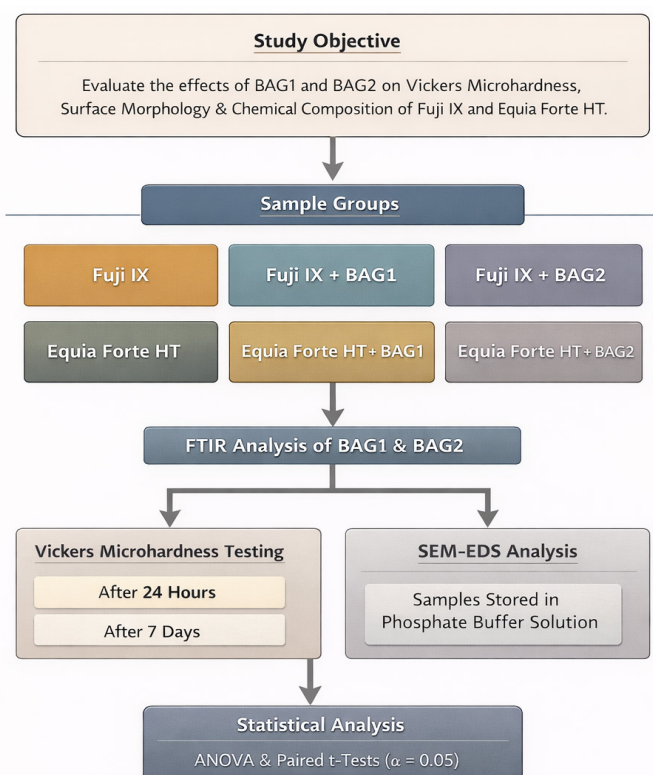 Study Objective
Evaluate the effects of BAG1 and BAG2 on Vickers Microhardness,
Surface Morphology & Chemical Composition of Fuji IX and Equia Forte HT.
Sample Groups
Fuji IX
Fuji IX + BAG1
Fuji IX + BAG2
Equia Forte HT
Equia Forte HT + BAG1
Equia Forte HT + BAG2
FTIR Analysis of BAG1 & BAG2
Vickers Microhardness Testing
After 24 Hours
After 7 Days
SEM-EDS Analysis
Samples Stored in
Phosphate Buffer Solution
Statistical Analysis
ANOVA & Paired t-Tests (α = 0.05)